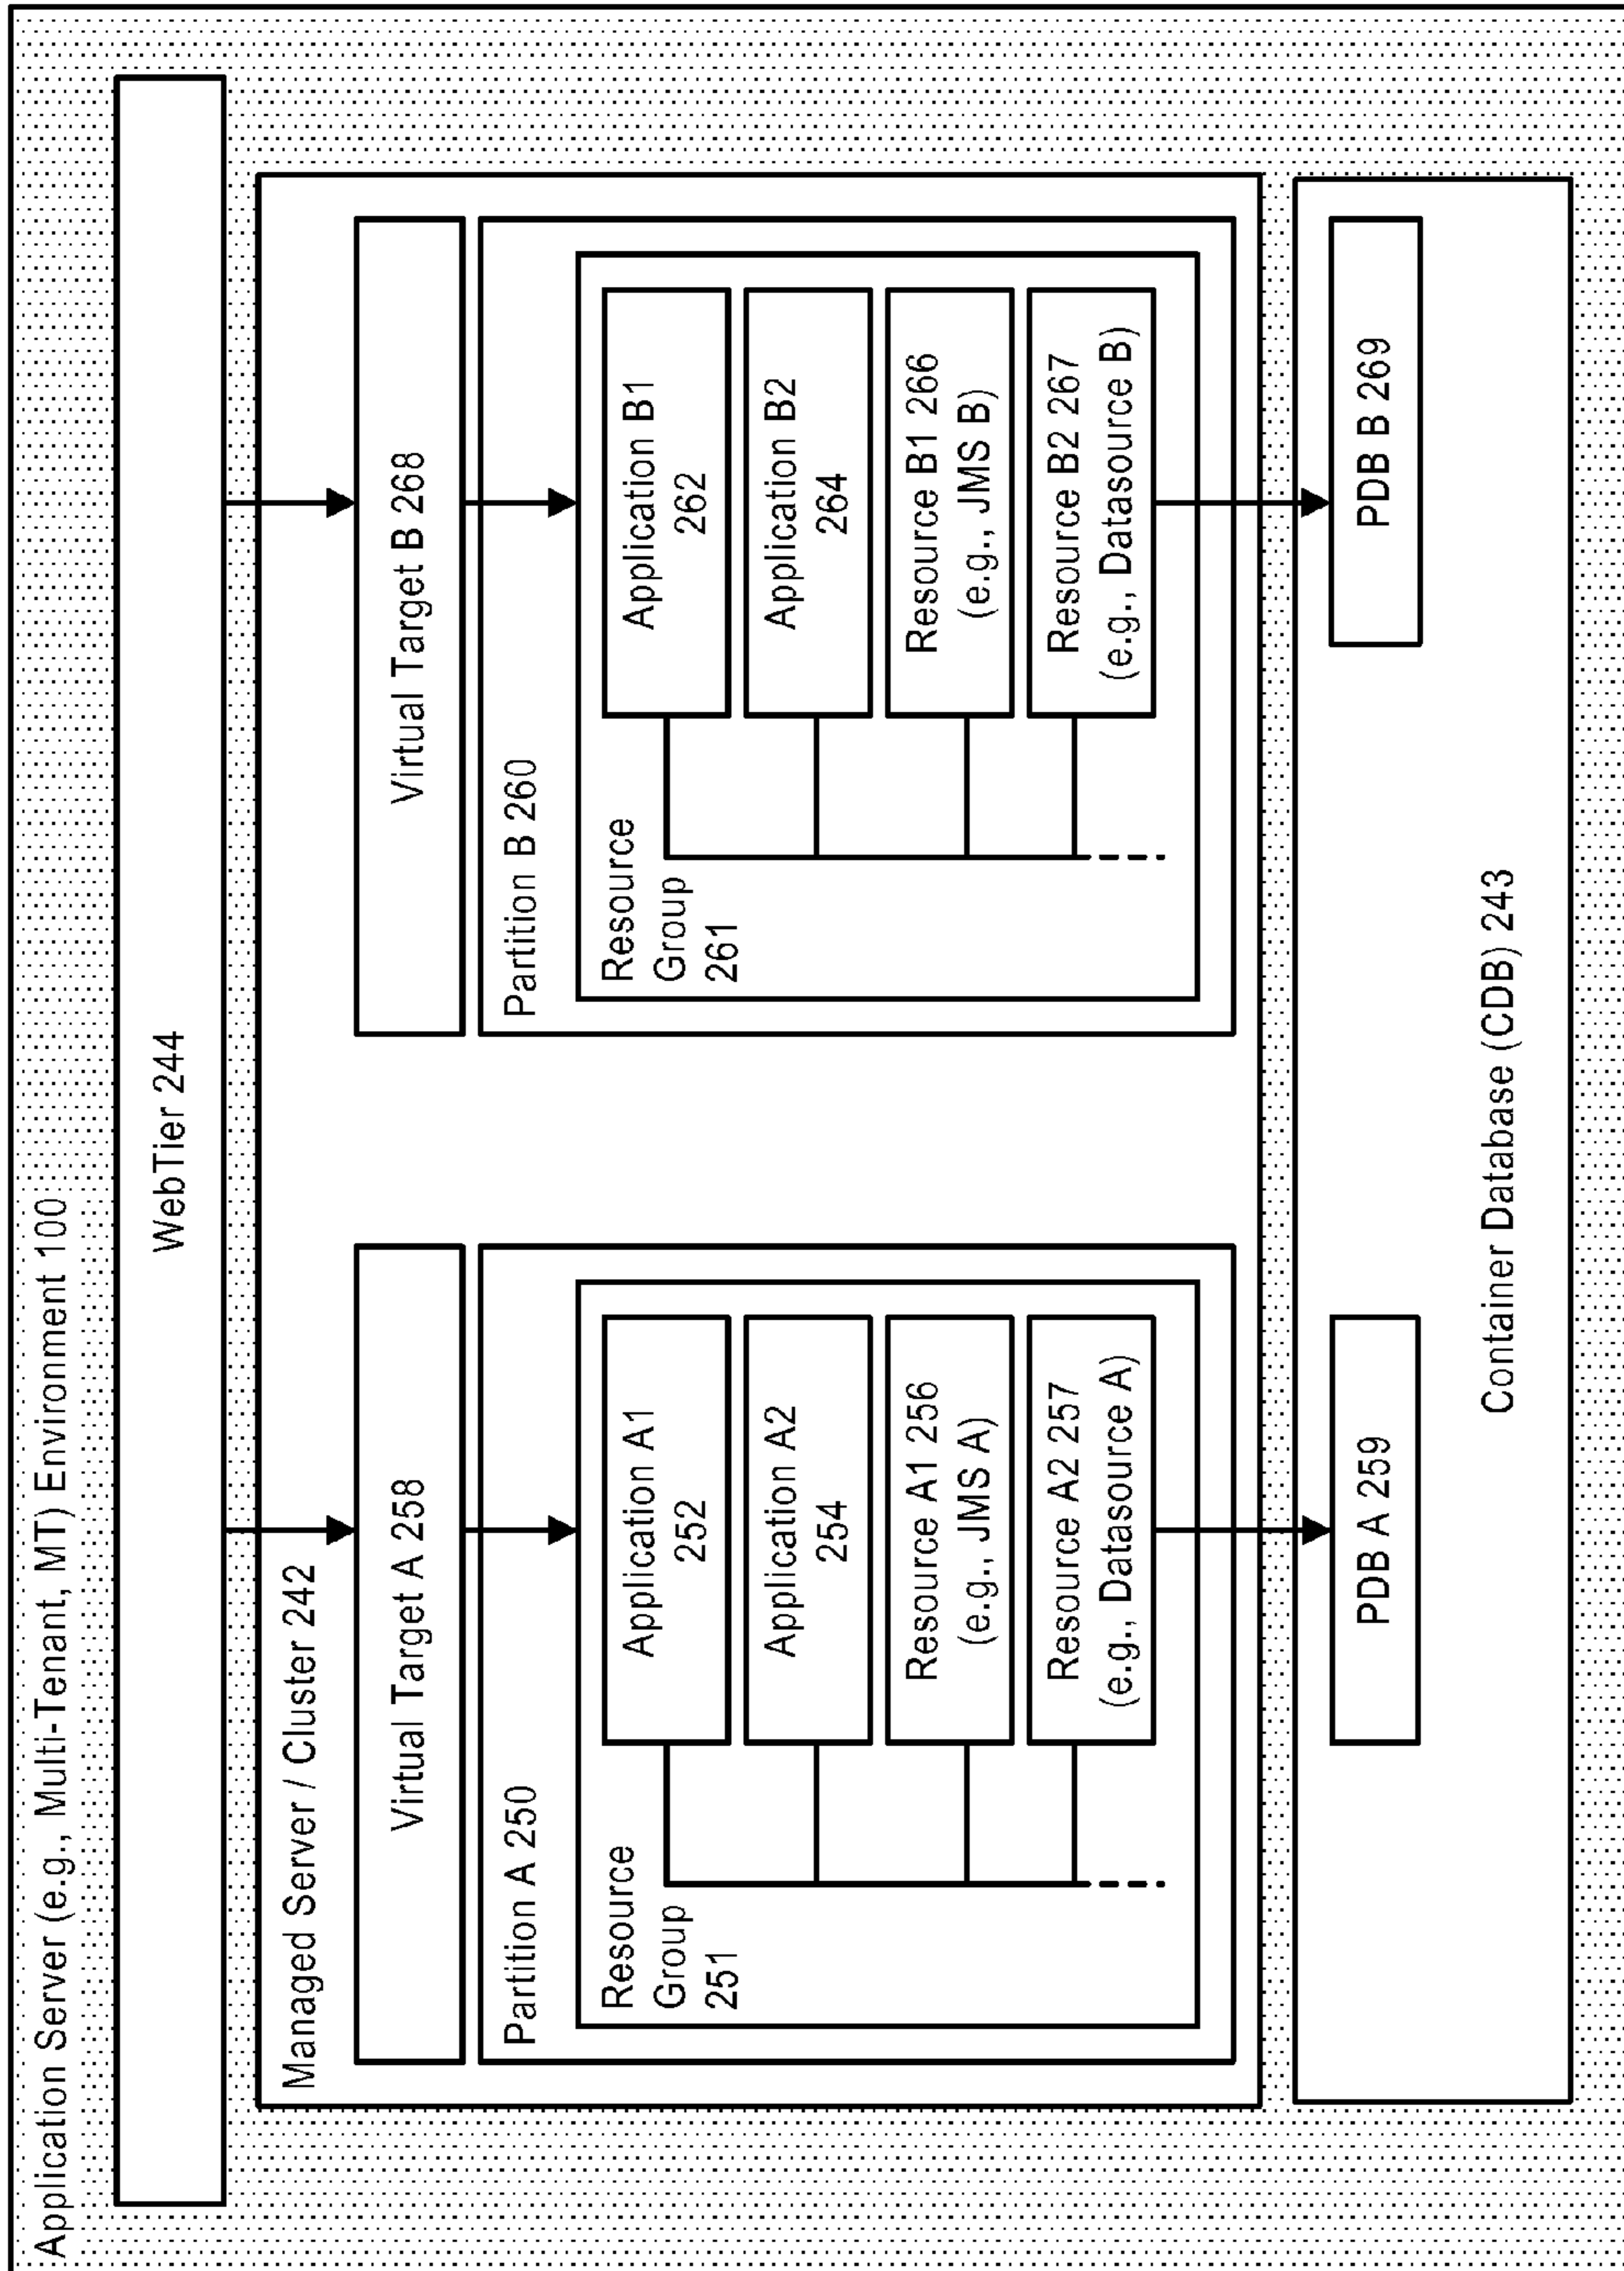 Application Server (e.g., Multi-Tenant, MT) Environment 100
WebTier 244
Managed Server / Cluster 242
Virtual Target A 258
Partition A 250
Resource
Group
251
Application A1
252
Application A2
254
Resource A1 256
(e.g., JMS A)
Resource A2 257
(e.g., Datasource A)
Virtual Target B 268
Partition B 260
Resource
Group
261
Application B1
262
Application B2
264
Resource B1 266
(e.g., JMS B)
Resource B2 267
(e.g., Datasource B)
PDB A 259
PDB B 269
Container Database (CDB) 243